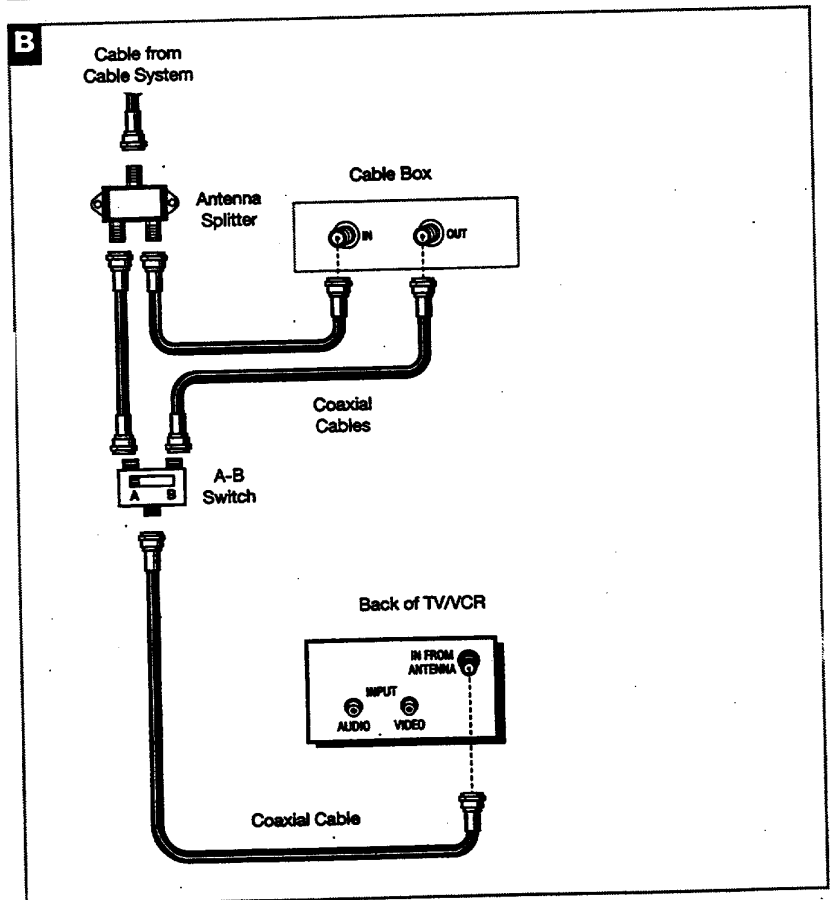 B
Cable from
Cable System
Antenna
Splitter
Cable Box
IN
OUT
Coaxial
Cables
A B
A-B
Switch
Back of TV/VCR
IN FROM
ANTENNA
INPUT
AUDIO VIDEO
Coaxial Cable